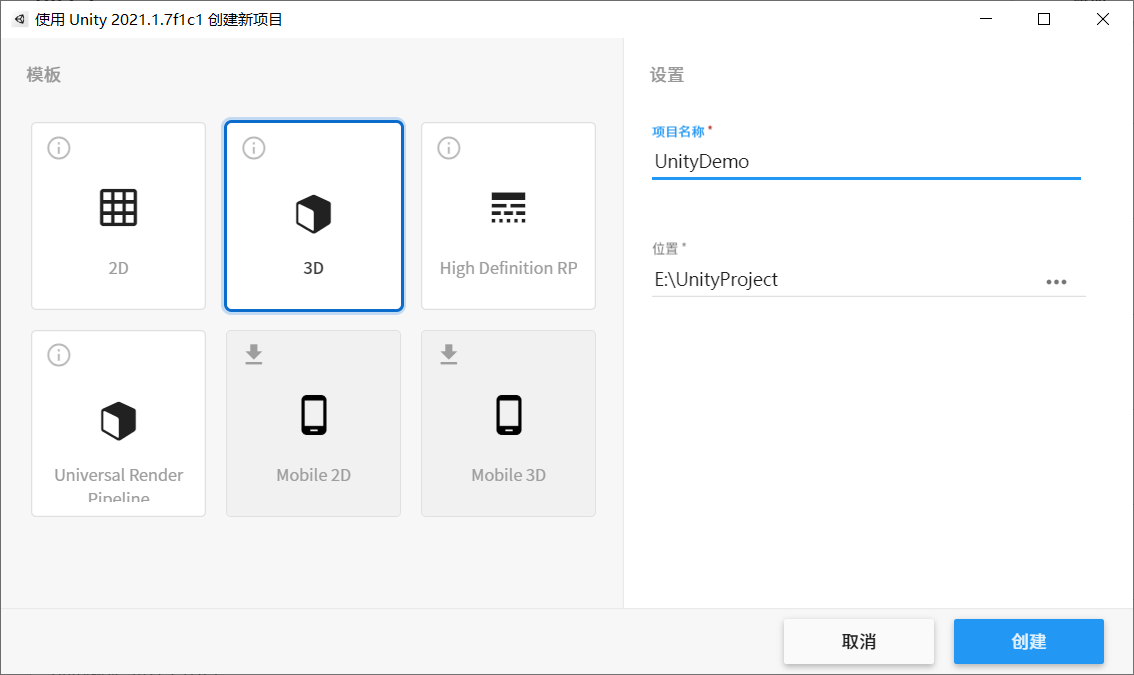 使用 Unity 2021.1.7f1c1 创建新项目
模板
2D
3D
High Definition RP
Universal Render
Pipeline
Mobile 2D
Mobile 3D
设置
项目名称 *
UnityDemo
位置 *
E:\UnityProject
取消
创建